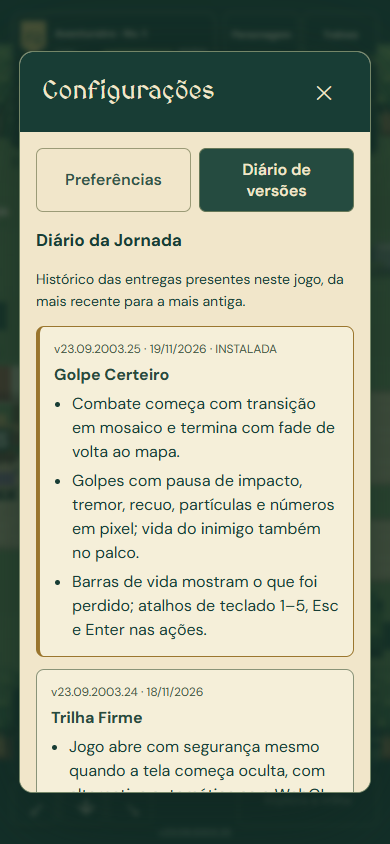 Configurações
Preferências
Diário de
versões
Diário da Jornada
Histórico das entregas presentes neste jogo, da
mais recente para a mais antiga.
v23.09.2003.25 · 19/11/2026 · INSTALADA
Golpe Certeiro
• Combate começa com transição
em mosaico e termina com fade de
volta ao mapa.
• Golpes com pausa de impacto,
tremor, recuo, partículas e números
em pixel; vida do inimigo também
no palco.
• Barras de vida mostram o que foi
perdido; atalhos de teclado 1–5, Esc
e Enter nas ações.
v23.09.2003.24 · 18/11/2026
Trilha Firme
• Jogo abre com segurança mesmo
quando a tela começa oculta, com